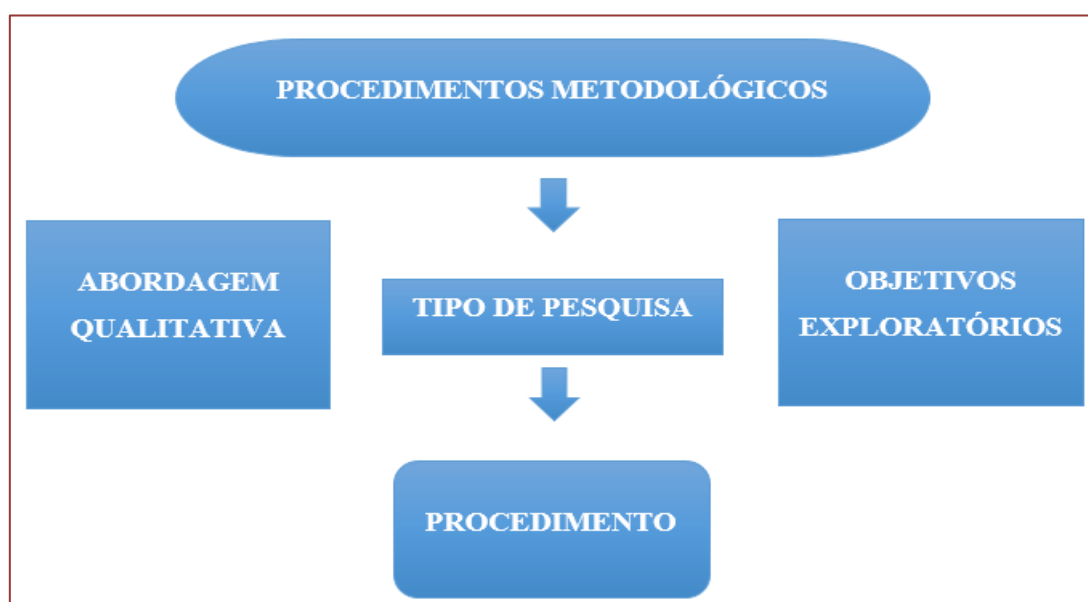 PROCEDIMENTOS METODOLÓGICOS
ABORDAGEM
QUALITATIVA
TIPO DE PESQUISA
OBJETIVOS
EXPLORATÓRIOS
PROCEDIMENTO